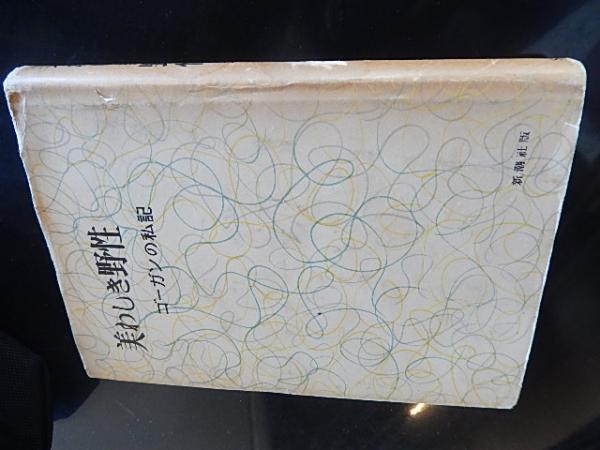 美わしき野性
ゴーガンの私記
新潮社版